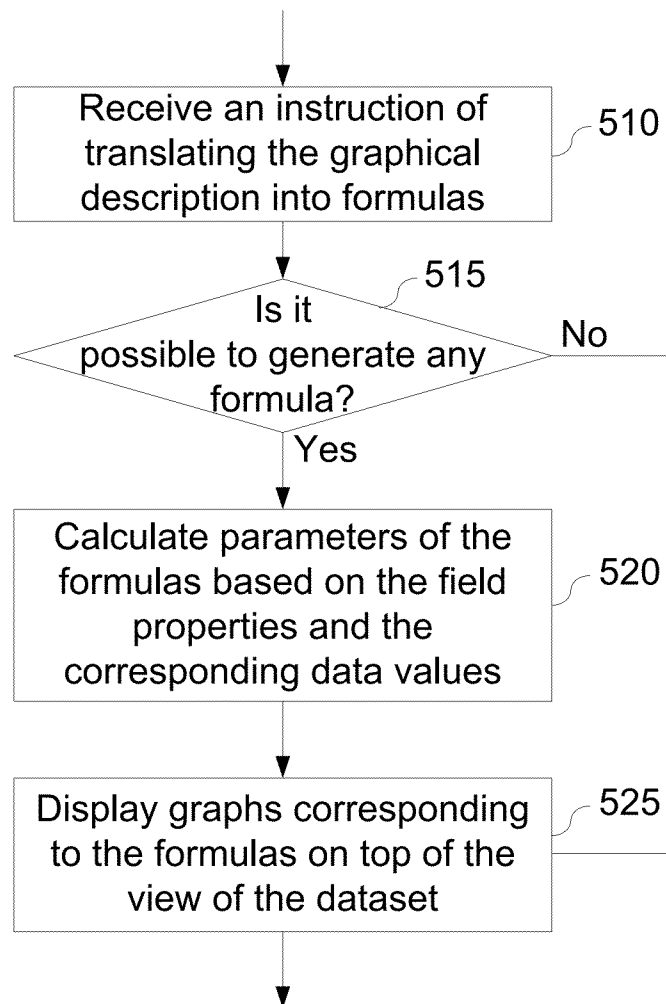 Receive an instruction of
translating the graphical
description into formulas
510
515
Is it
possible to generate any
formula?
No
Yes
Calculate parameters of the
formulas based on the field
properties and the
corresponding data values
520
Display graphs corresponding
to the formulas on top of the
view of the dataset
525